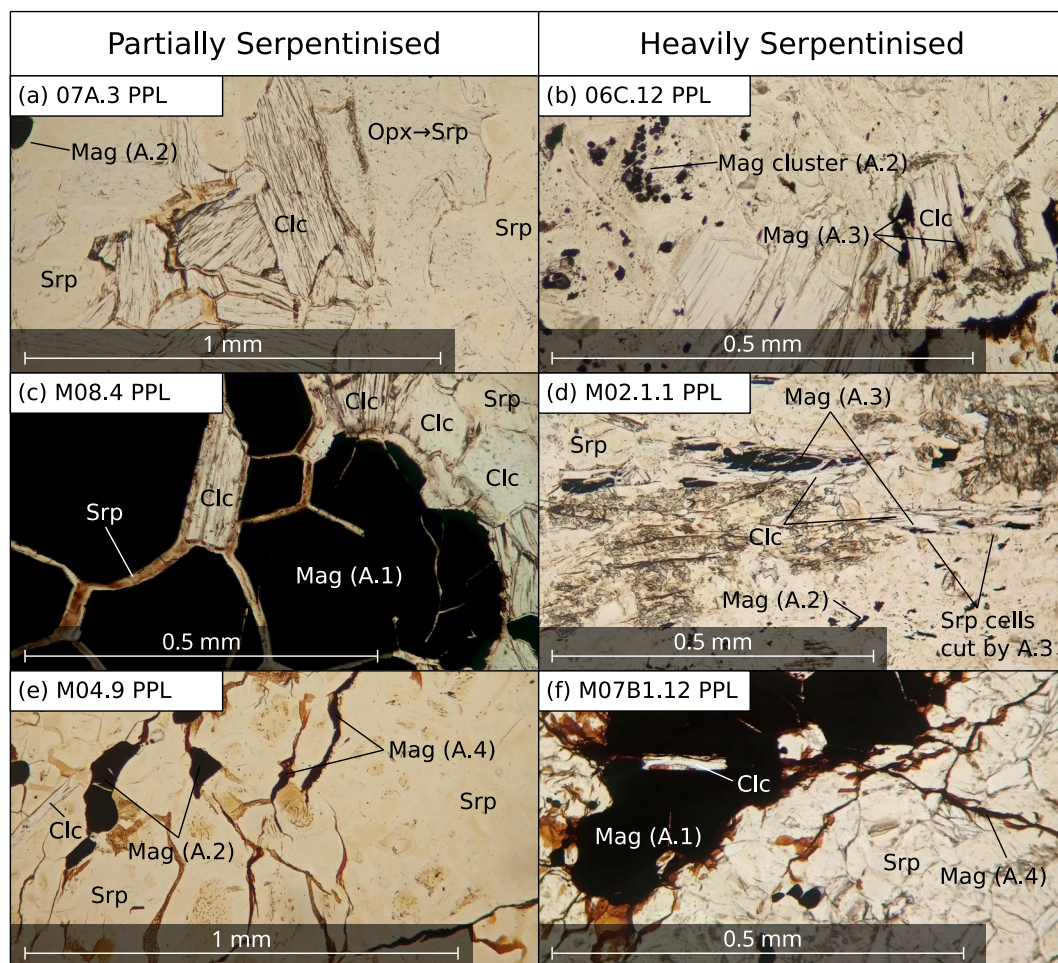 Partially Serpentinised
Heavily Serpentinised
(a) 07A.3 PPL
Mag (A.2)
Opx→Srp
Clc
Srp
Srp
1 mm
(b) 06C.12 PPL
Mag cluster (A.2)
Clc
Mag (A.3)
0.5 mm
(c) M08.4 PPL
Clc
Srp
Clc
Clc
Clc
Srp
Mag (A.1)
0.5 mm
(d) M02.1.1 PPL
Mag (A.3)
Srp
Clc
Mag (A.2)
Srp cells
cut by A.3
0.5 mm
(e) M04.9 PPL
Mag (A.4)
Srp
Clc
Mag (A.2)
Srp
1 mm
(f) M07B1.12 PPL
Clc
Mag (A.1)
Srp
Mag (A.4)
0.5 mm